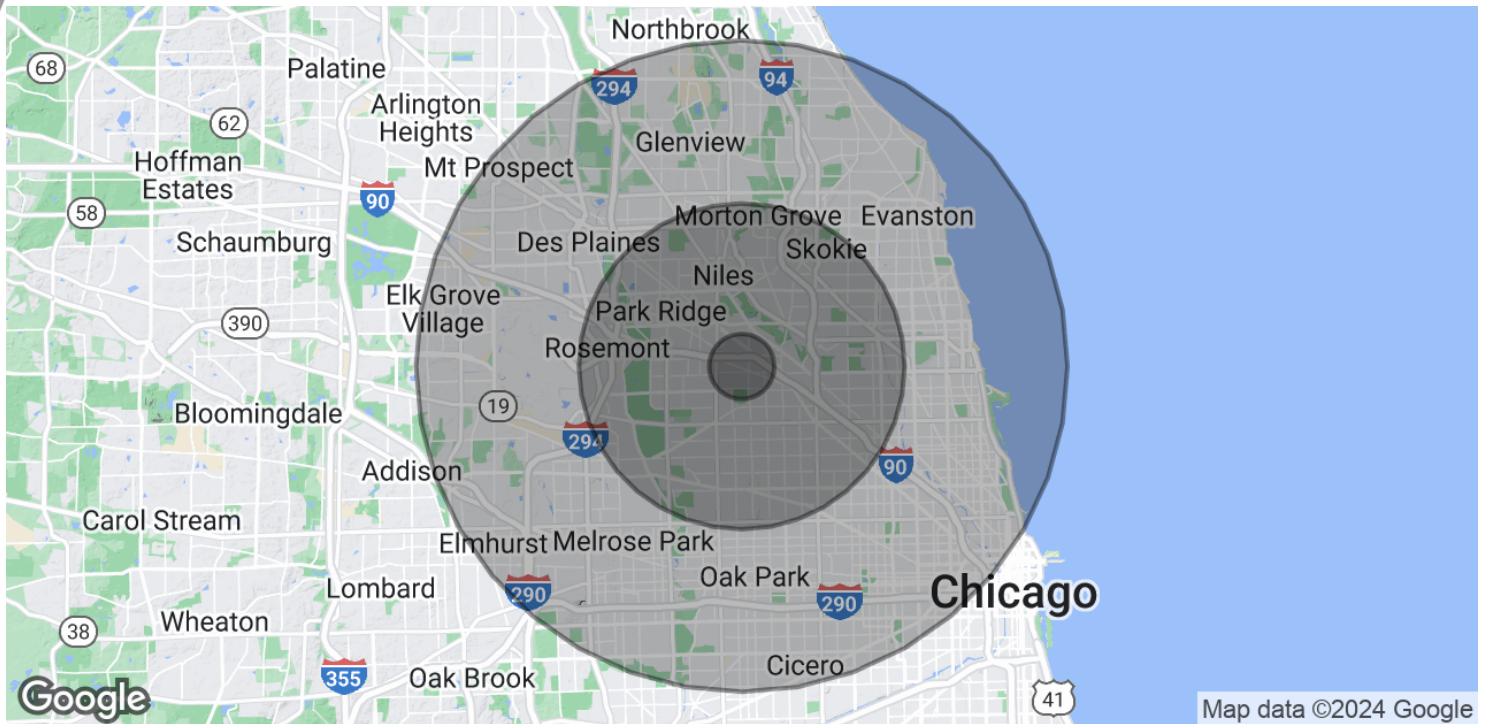 Northbrook
68
Palatine
294
94
Arlington
Heights
62
Glenview
Hoffman
Estates
Mt Prospect
90
58
Morton Grove
Evanston
Schaumburg
Des Plaines
Skokie
Niles
Elk Grove
Village
Park Ridge
390
Rosemont
19
Bloomingdale
294
Addison
90
Carol Stream
Elmhurst
Melrose Park
Oak Park
Lombard
290
290
Chicago
Wheaton
38
Cicero
355
Oak Brook
41
Google
Map data ©2024 Google